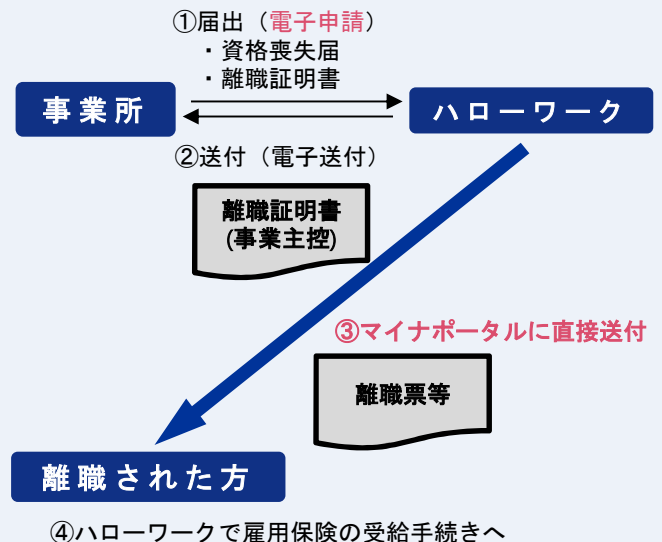 ①届出（電子申請）
・資格喪失届
・離職証明書
事業所
ハローワーク
②送付（電子送付）
離職証明書
(事業主控)
③マイナポータルに直接送付
離職票等
離職された方
④ハローワークで雇用保険の受給手続きへ